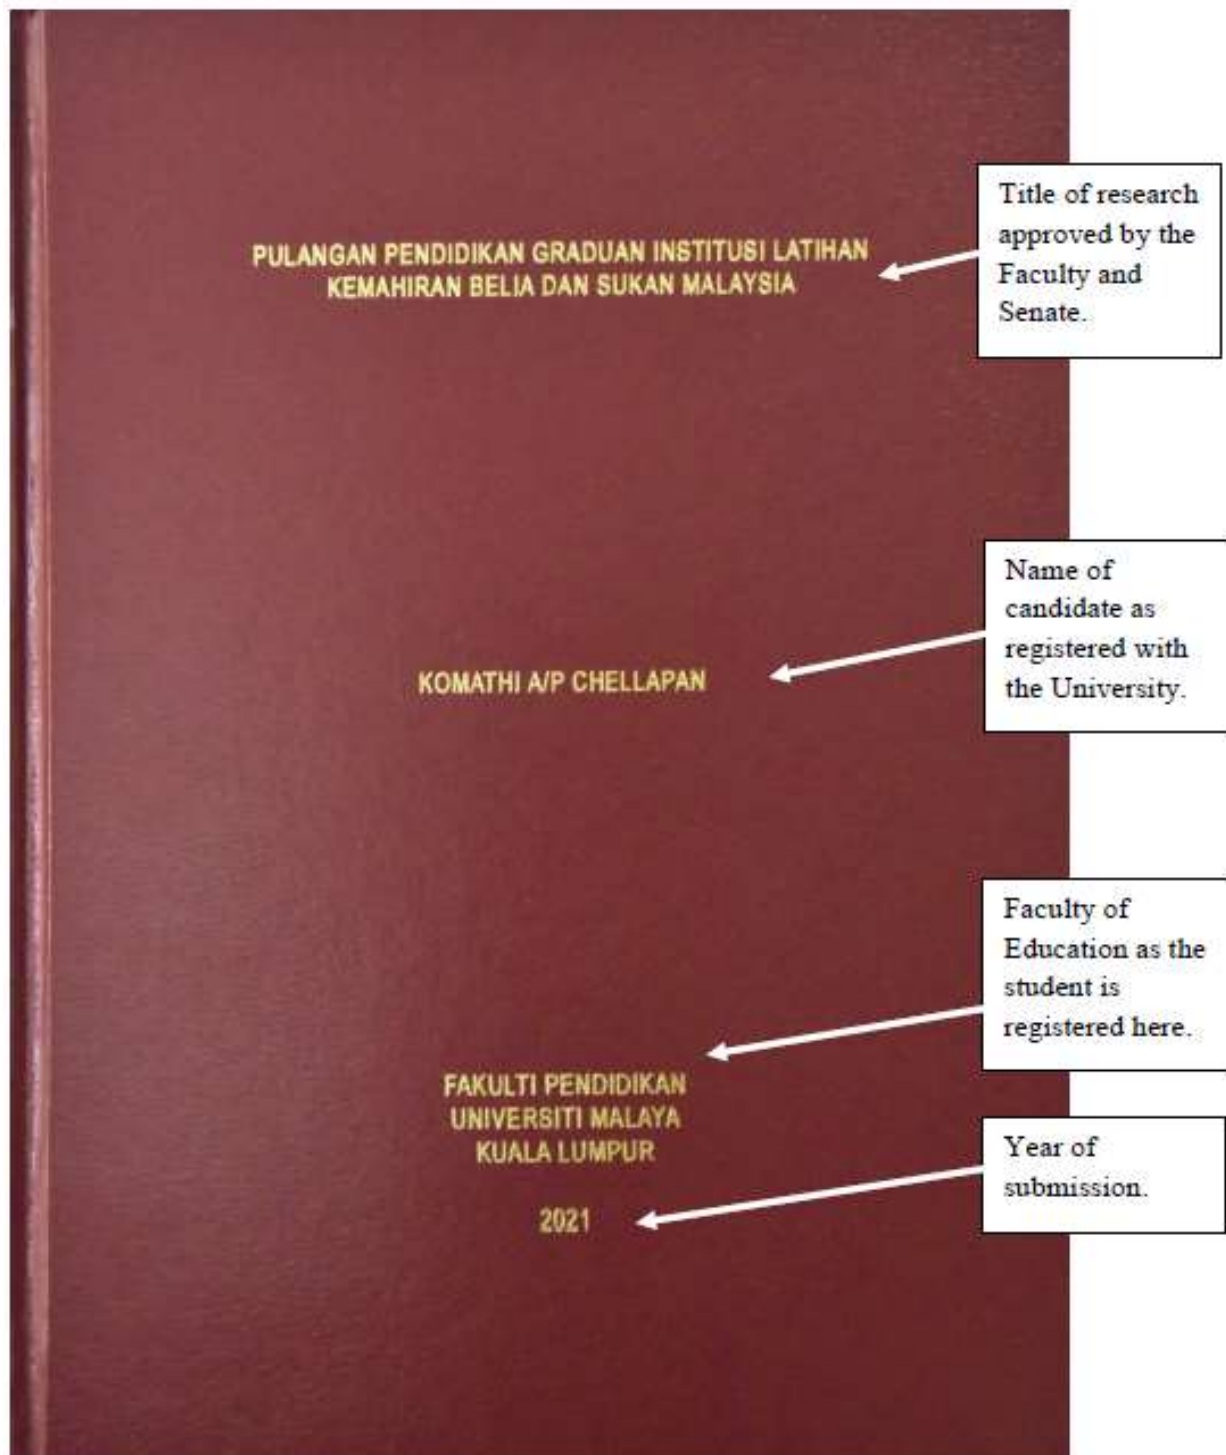 PULANGAN PENDIDIKAN GRADUAN INSTITUSI LATIHAN
KEMAHIRAN BELIA DAN SUKAN MALAYSIA
Title of research
approved by the
Faculty and
Senate.
KOMATHI A/P CHELLAPAN
Name of
candidate as
registered with
the University.
FAKULTI PENDIDIKAN
UNIVERSITI MALAYA
KUALA LUMPUR
Faculty of
Education as the
student is
registered here.
2021
Year of
submission.